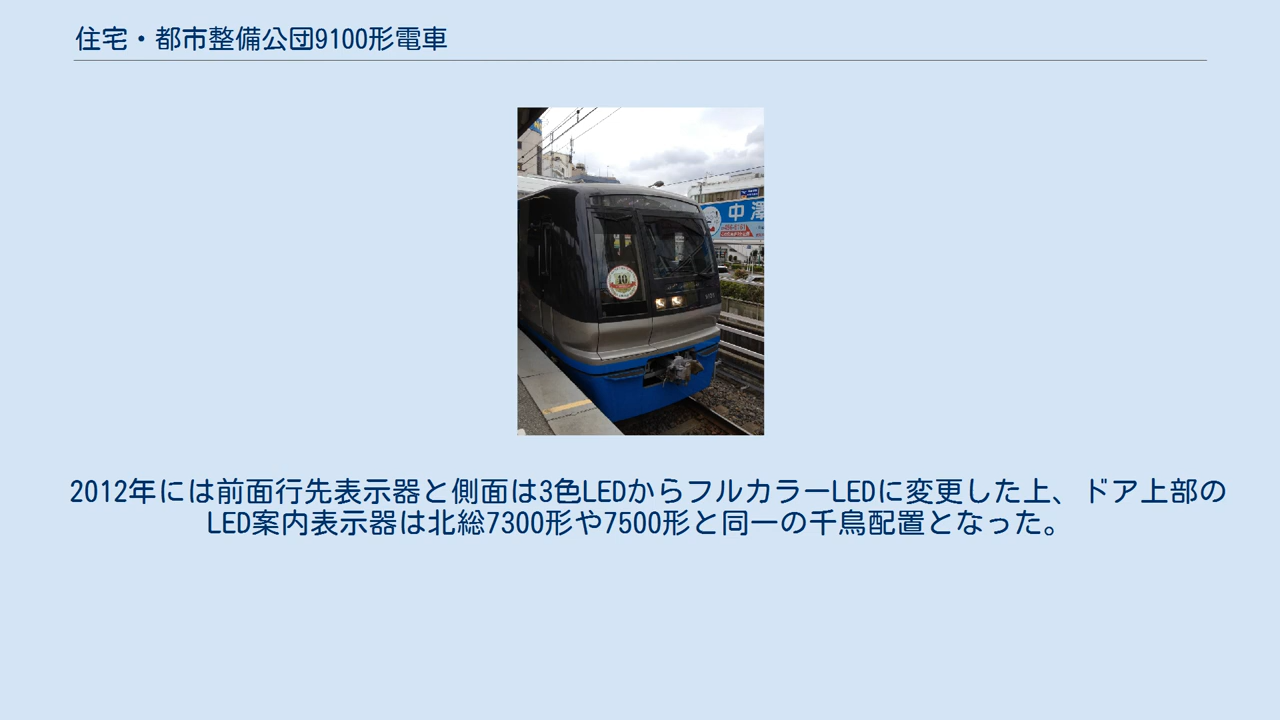 住宅・都市整備公団9100形電車
中澤
10
2012年には前面行先表示器と側面は3色LEDからフルカラーLEDに変更した上、ドア上部の
LED案内表示器は北総7300形や7500形と同一の千鳥配置となった。